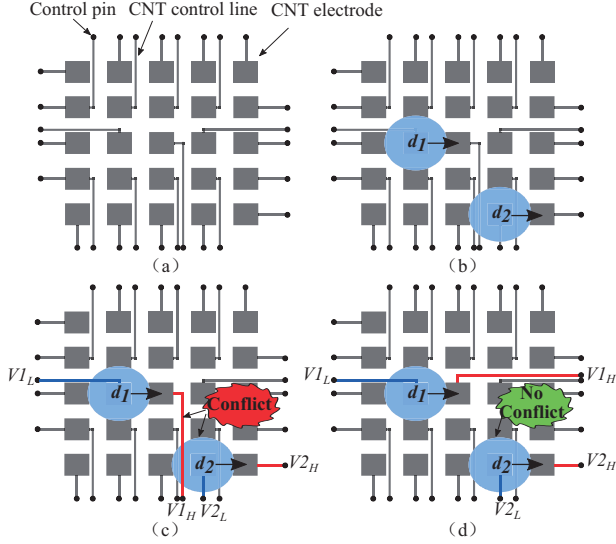 Control pin CNT control line CNT electrode
d1
d2
(a) (b)
V1L
d1
Conflict
d2
V2H
V1H V2L
(c)
V1L
V1H
d1
No
Conflict
d2
V2H
V2L
(d)